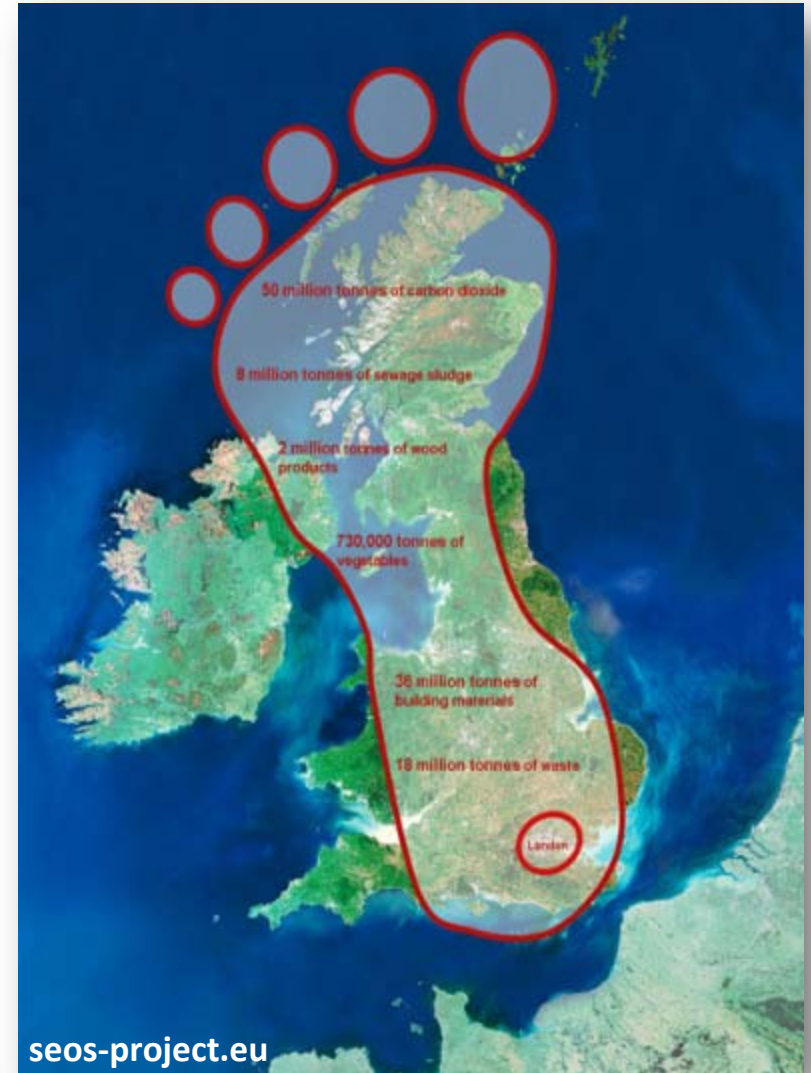 50 million tonnes of carbon dioxide
8 million tonnes of sewage sludge
2 million tonnes of wood
products
730,000 tonnes of
vegetables
36 million tonnes of
building materials
18 million tonnes of waste
London
seos-project.eu